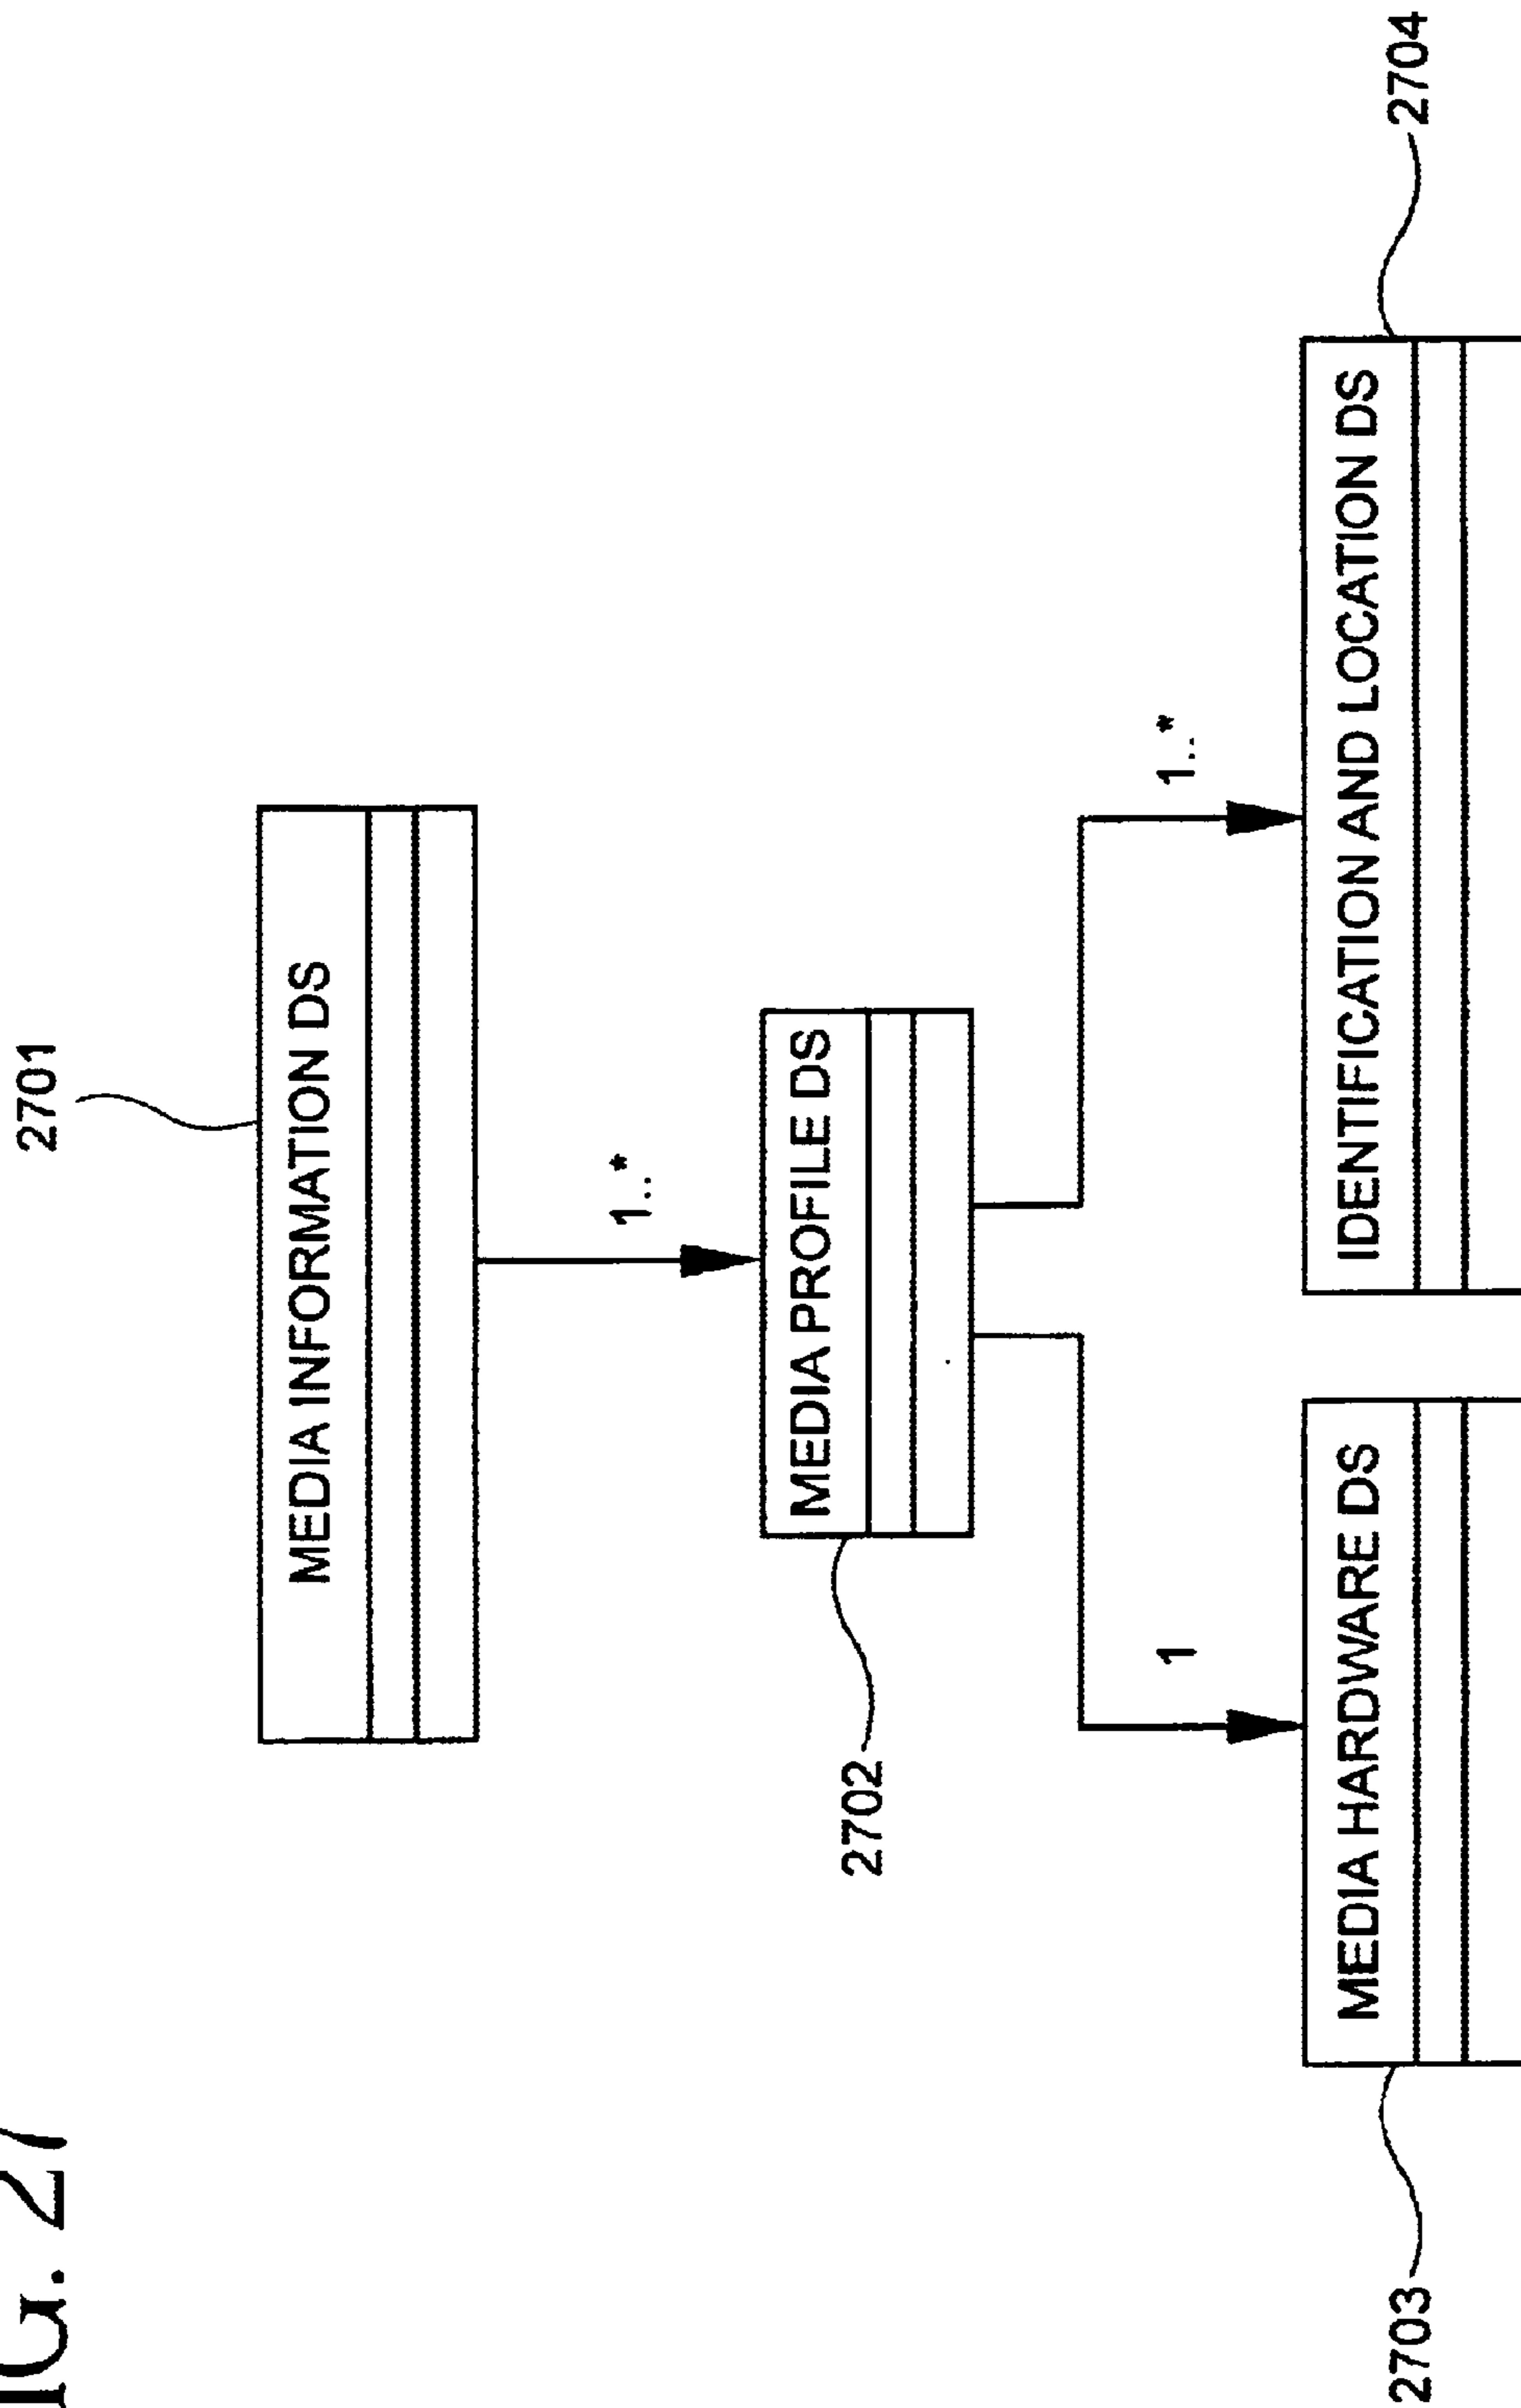 IG. 27
2701
MEDIA INFORMATION DS
1..*
MEDIA PROFILE DS
2702
1
1..*
MEDIA HARDWARE DS
IDENTIFICATION AND LOCATION DS
2703
2704